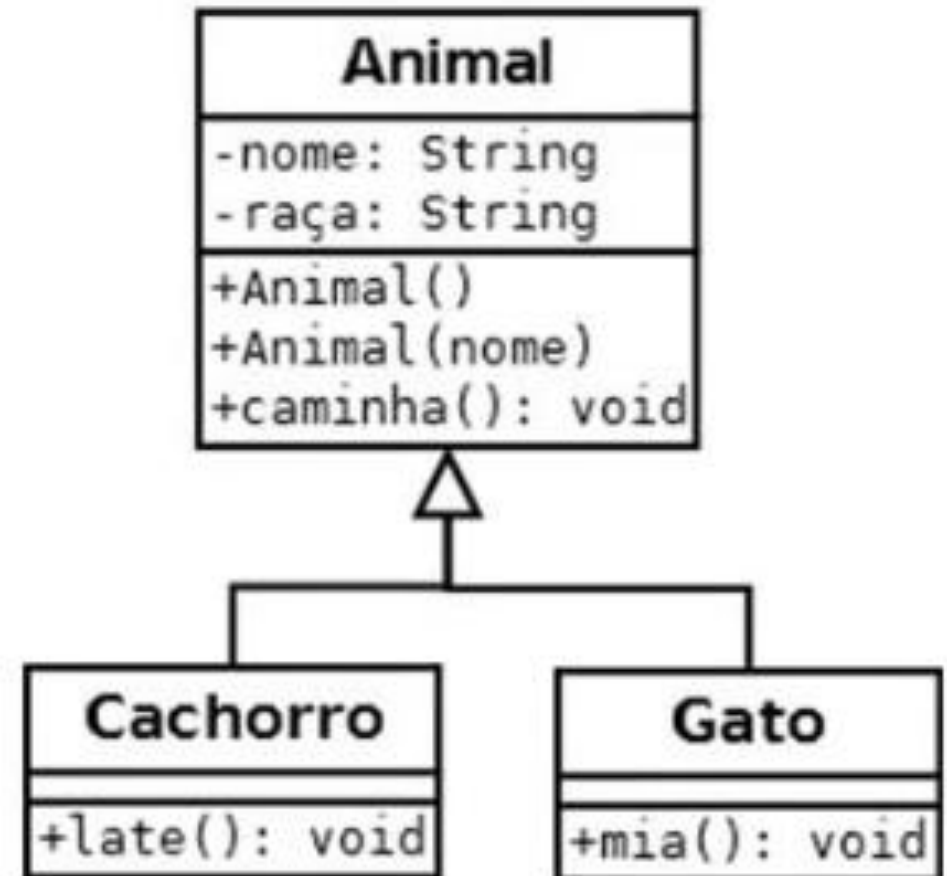 Animal
-nome: String
-raça: String
+Animal()
+Animal(nome)
+caminha(): void
Cachorro
+late(): void
Gato
+mia(): void